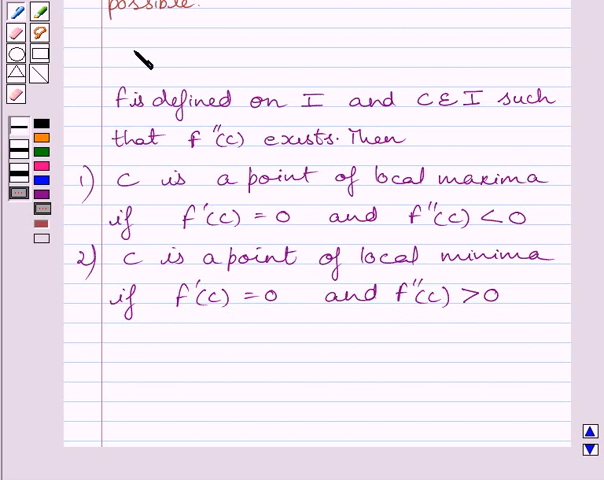 possible.
f is defined on I and C ε I such
that f''(c) exists. Then
1) C is a point of local maxima
if f'(c) = 0 and f''(c) < 0
2) C is a point of local minima
if f'(c) = 0 and f''(c) > 0